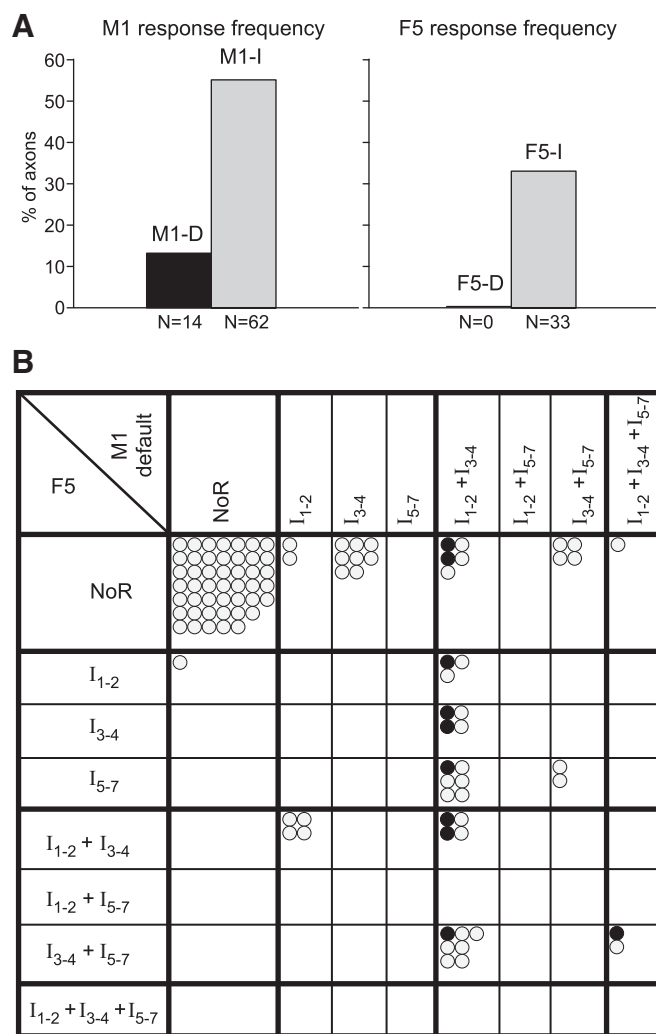 A
M1 response frequency
F5 response frequency
60
50
40
30
20
10
0
% of axons
M1-I
M1-D
F5-I
F5-D
N=14 N=62
N=0 N=33
B
M1 default
F5
NoR
I1-2
I3-4
I5-7
I1-2 +I3-4
I1-2 +I5-7
I3-4 +I5-7
I1-2 +I3-4 +I5-7
NoR
I1-2
I3-4
I5-7
I1-2 + I3-4
I1-2 + I5-7
I3-4 + I5-7
I1-2 +I3-4 +I5-7